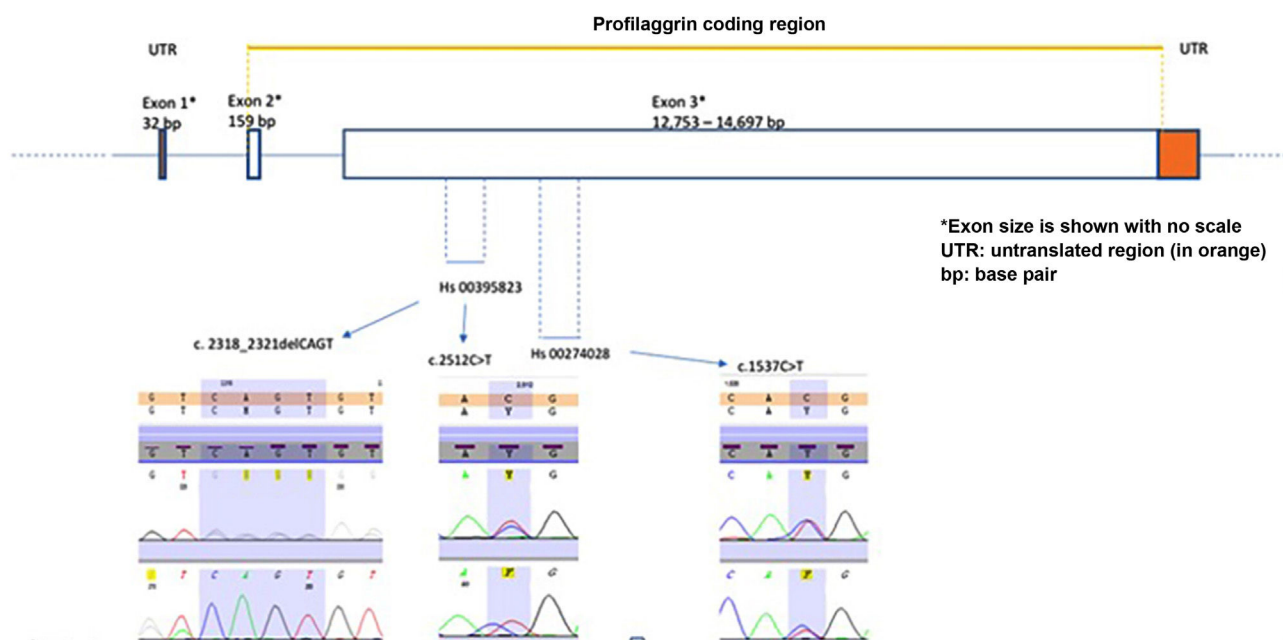 Profilaggrin coding region
UTR
UTR
Exon 1*
32 bp
Exon 2*
159 bp
Exon 3*
12,753 – 14,697 bp
*Exon size is shown with no scale
UTR: untranslated region (in orange)
bp: base pair
Hs 00395823
c. 2318_2321delCAGT
c.2512C>T
Hs 00274028
c.1537C>T
G T C A G T G T
G T C M G T G T
G T C A G T G T
G T
T C A G T G T
A C G
A Y G
A Y G
A Y G
A Y G
C A C G
C A Y G
C A Y G
C A Y G
C A Y G